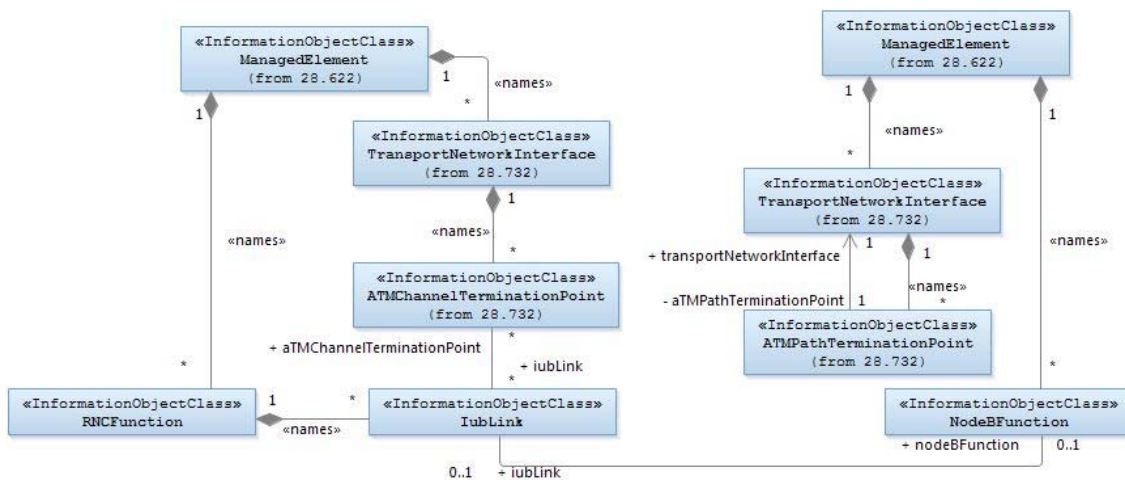 «InformationObjectClass»
ManagedElement
(from 28.622)
1
1
«names»
*
«InformationObjectClass»
TransportNetworkInterface
(from 28.732)
1
«names»
*
«names»
«InformationObjectClass»
ATMChannelTerminationPoint
(from 28.732)
*
+ aTMChannelTerminationPoint
+ iubLink
*
*
«InformationObjectClass»
RNCFunction
1
*
«names»
«InformationObjectClass»
IubLink
0..1
+ iubLink
«InformationObjectClass»
ManagedElement
(from 28.622)
1
1
«names»
*
«InformationObjectClass»
TransportNetworkInterface
(from 28.732)
1
1
+ transportNetworkInterface
«names»
«names»
- aTMPathTerminationPoint
1
*
«InformationObjectClass»
ATMPathTerminationPoint
(from 28.732)
*
«InformationObjectClass»
NodeBFunction
+ nodeBFunction
0..1